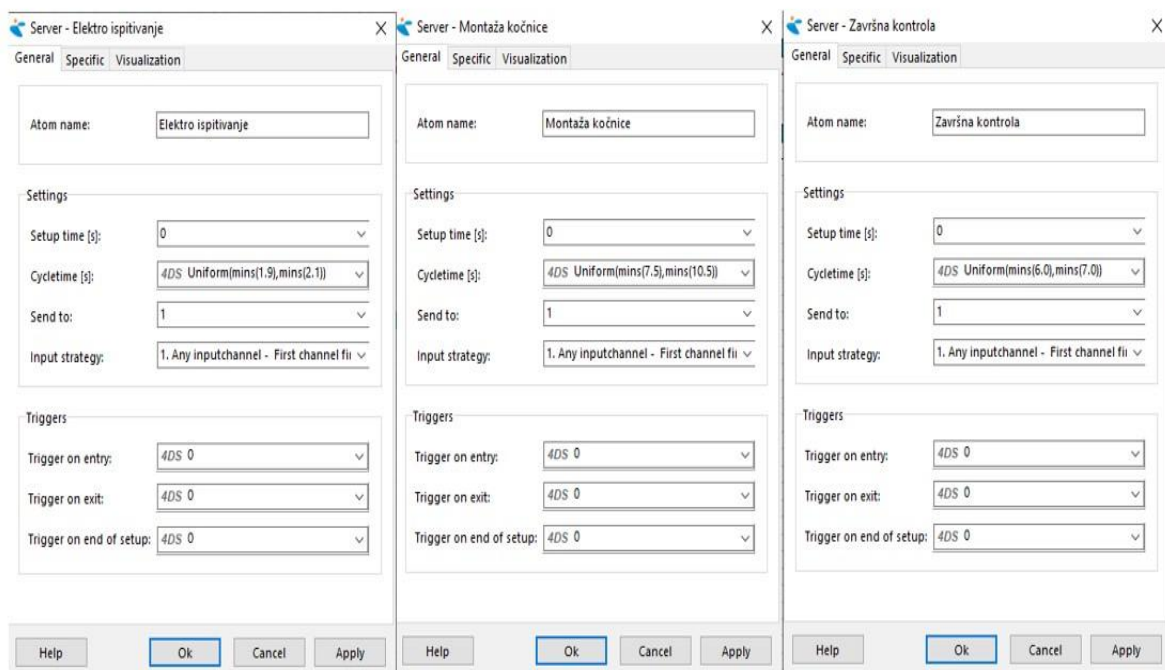 Server - Elektro ispitivanje
General Specific Visualization
Atom name: Elektro ispitivanje
Settings
Setup time [s]: 0
Cycletime [s]: 4DS Uniform(mins(1.9),mins(2.1))
Send to: 1
Input strategy: 1. Any inputchannel - First channel fir
Triggers
Trigger on entry: 4DS 0
Trigger on exit: 4DS 0
Trigger on end of setup: 4DS 0
Help Ok Cancel Apply
Server - Montaža kočnice
General Specific Visualization
Atom name: Montaža kočnice
Settings
Setup time [s]: 0
Cycletime [s]: 4DS Uniform(mins(7.5),mins(10.5))
Send to: 1
Input strategy: 1. Any inputchannel - First channel fir
Triggers
Trigger on entry: 4DS 0
Trigger on exit: 4DS 0
Trigger on end of setup: 4DS 0
Help Ok Cancel Apply
Server - Završna kontrola
General Specific Visualization
Atom name: Završna kontrola
Settings
Setup time [s]: 0
Cycletime [s]: 4DS Uniform(mins(6.0),mins(7.0))
Send to: 1
Input strategy: 1. Any inputchannel - First channel fir
Triggers
Trigger on entry: 4DS 0
Trigger on exit: 4DS 0
Trigger on end of setup: 4DS 0
Help Ok Cancel Apply